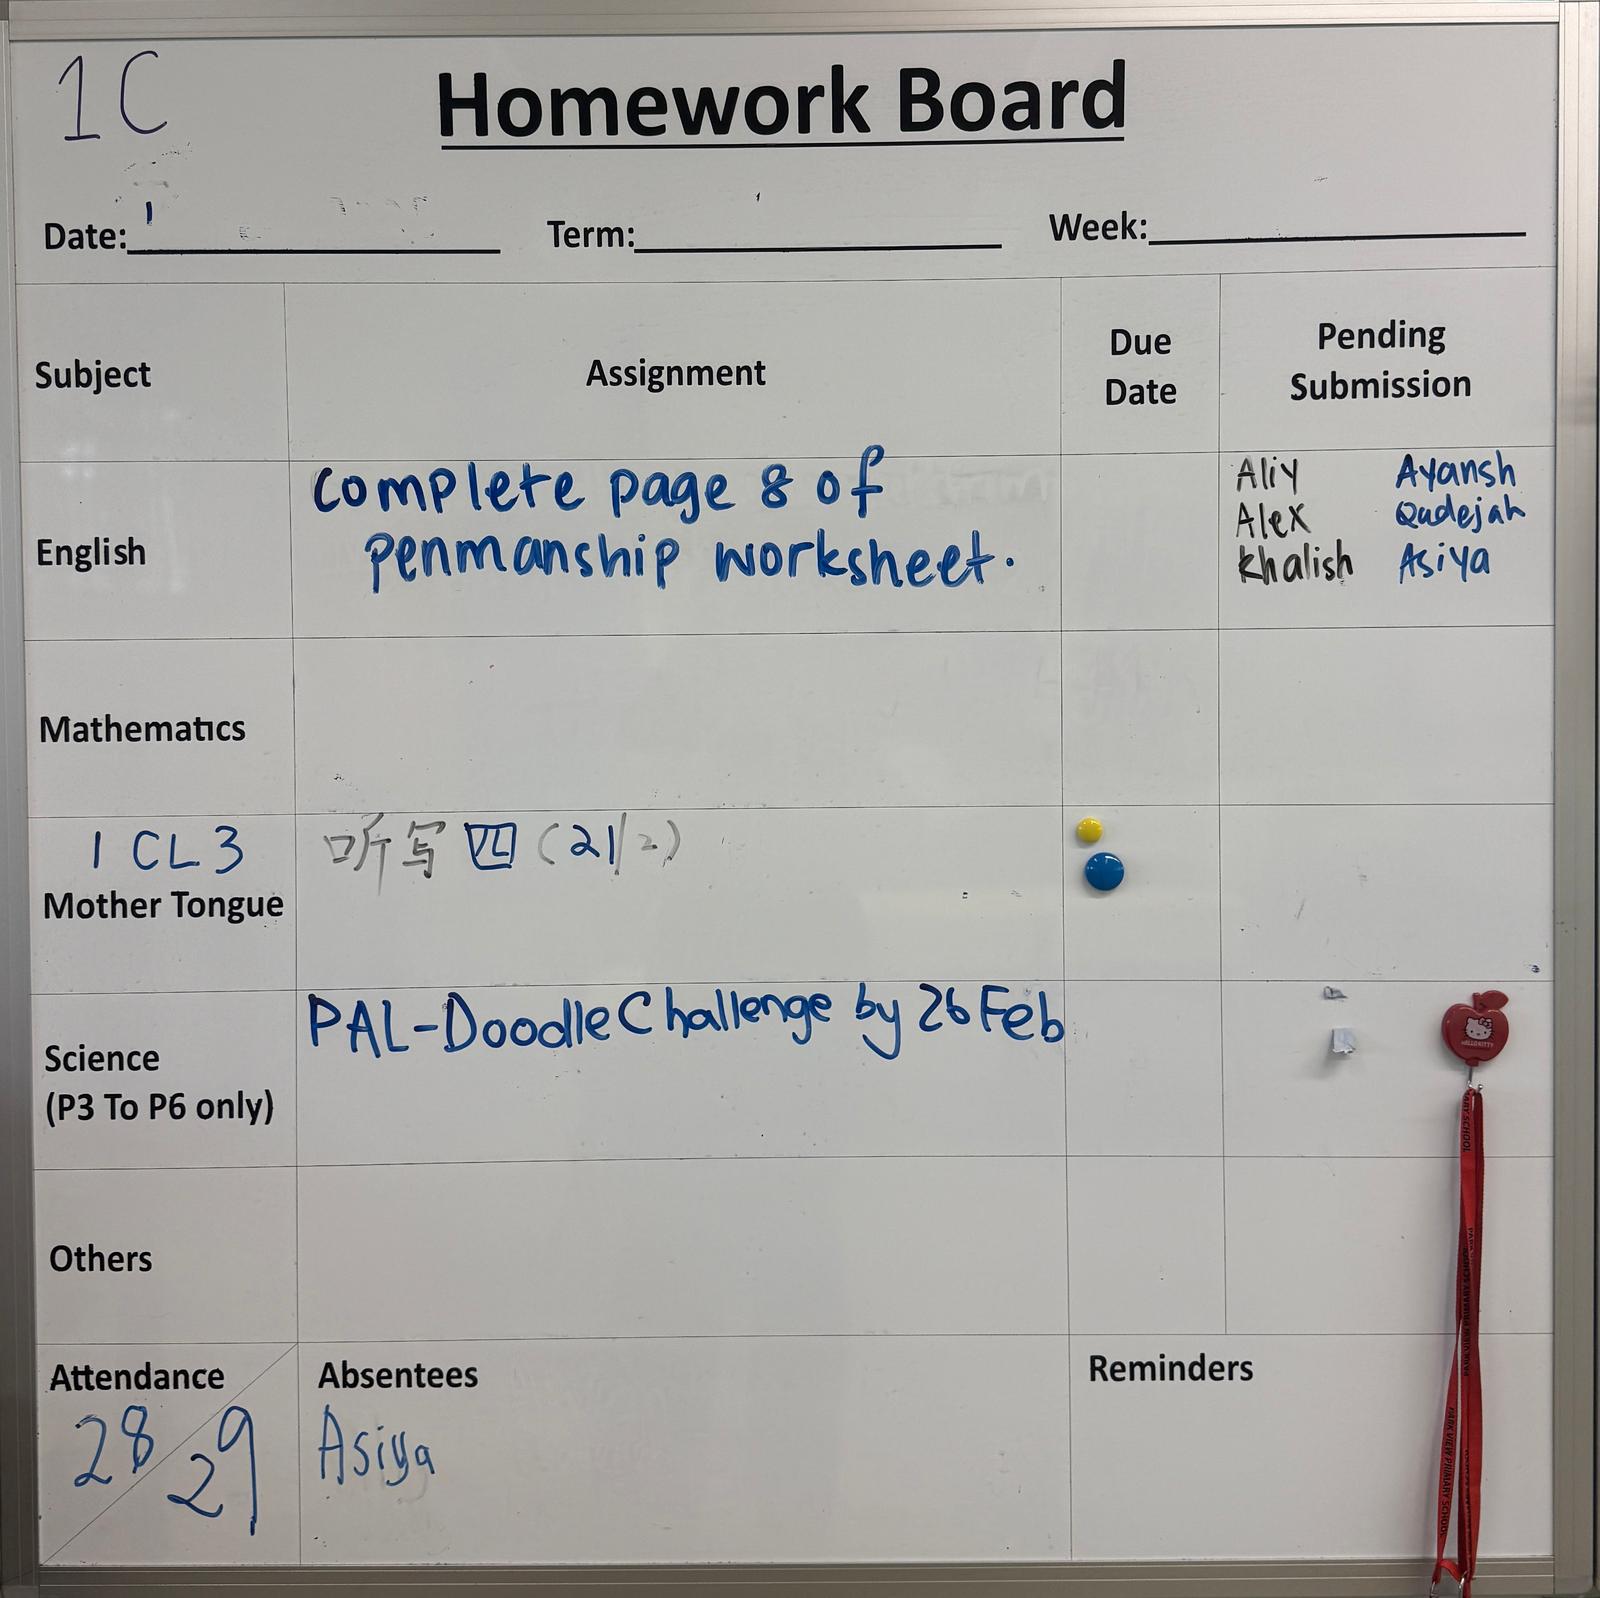 1C
Homework Board
Date: Term: Week:
Subject Assignment Due Date Pending Submission
English
complete page 8 of
penmanship worksheet.
Aliy Ayansh
Alex Qadejah
Khalish Asiya
Mathematics
1 CL3
Mother Tongue
听写四(21/2)
Science
(P3 To P6 only)
PAL-Doodle Challenge by 26 Feb
HELLO KITTY
Others
Attendance
28/29
Absentees
Asiya
Reminders
PARK VIEW PRIMARY SCHOOL